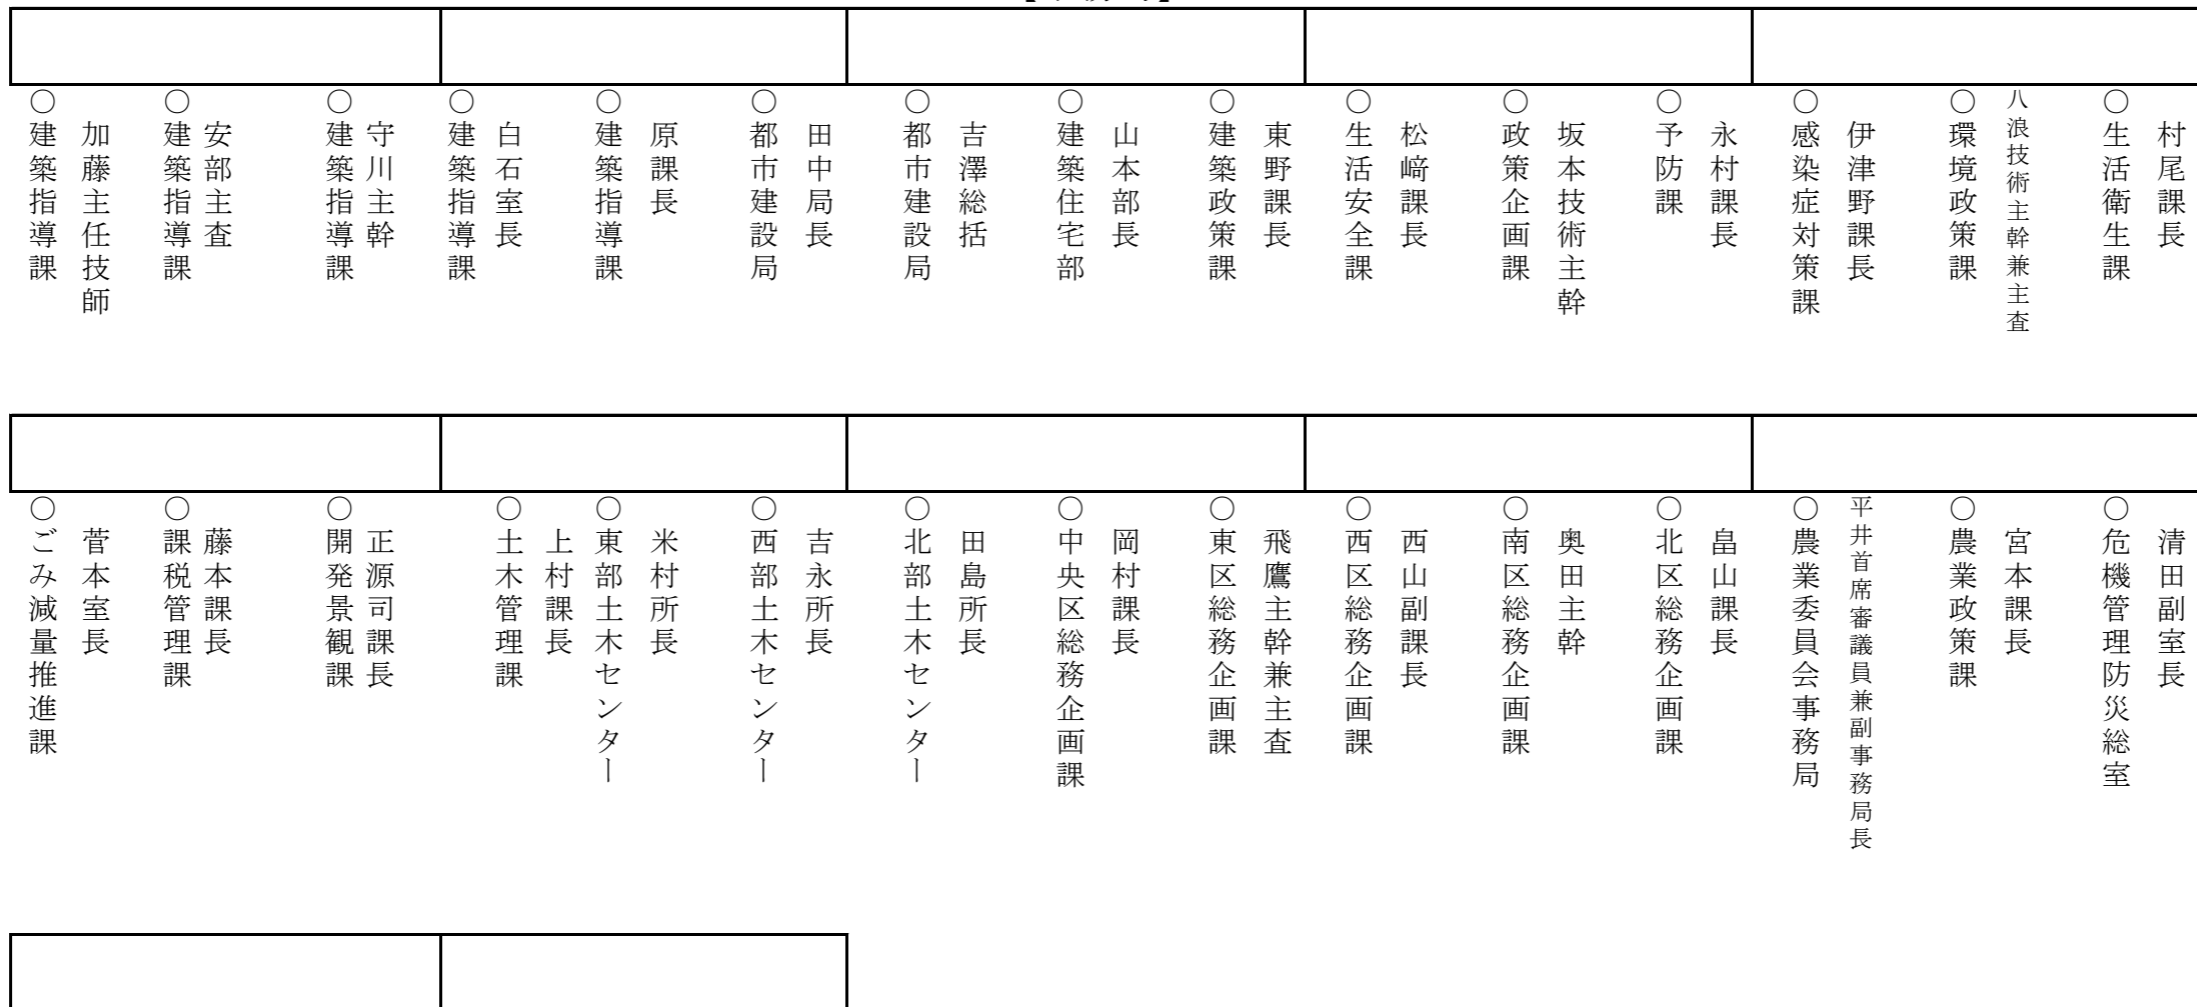 村尾課長
○生活衛生課
八浪技術主幹兼主査
○環境政策課
伊津野課長
○感染症対策課
永村課長
○予防課
坂本技術主幹
○政策企画課
松﨑課長
○生活安全課
東野課長
○建築政策課
山本部長
○建築住宅部
吉澤総括
○都市建設局
田中局長
○都市建設局
原課長
○建築指導課
白石室長
○建築指導課
守川主幹
○建築指導課
安部主査
○建築指導課
加藤主任技師
○建築指導課
清田副室長
○危機管理防災総室
宮本課長
○農業政策課
平井首席審議員兼副事務局長
○農業委員会事務局
畠山課長
○北区総務企画課
奥田主幹
○南区総務企画課
西山副課長
○西区総務企画課
飛鷹主幹兼主査
○東区総務企画課
岡村課長
○中央区総務企画課
田島所長
○北部土木センター
吉永所長
○西部土木センター
米村所長
○東部土木センター
上村課長
○土木管理課
正源司課長
○開発景観課
藤本課長
○課税管理課
菅本室長
○ごみ減量推進課